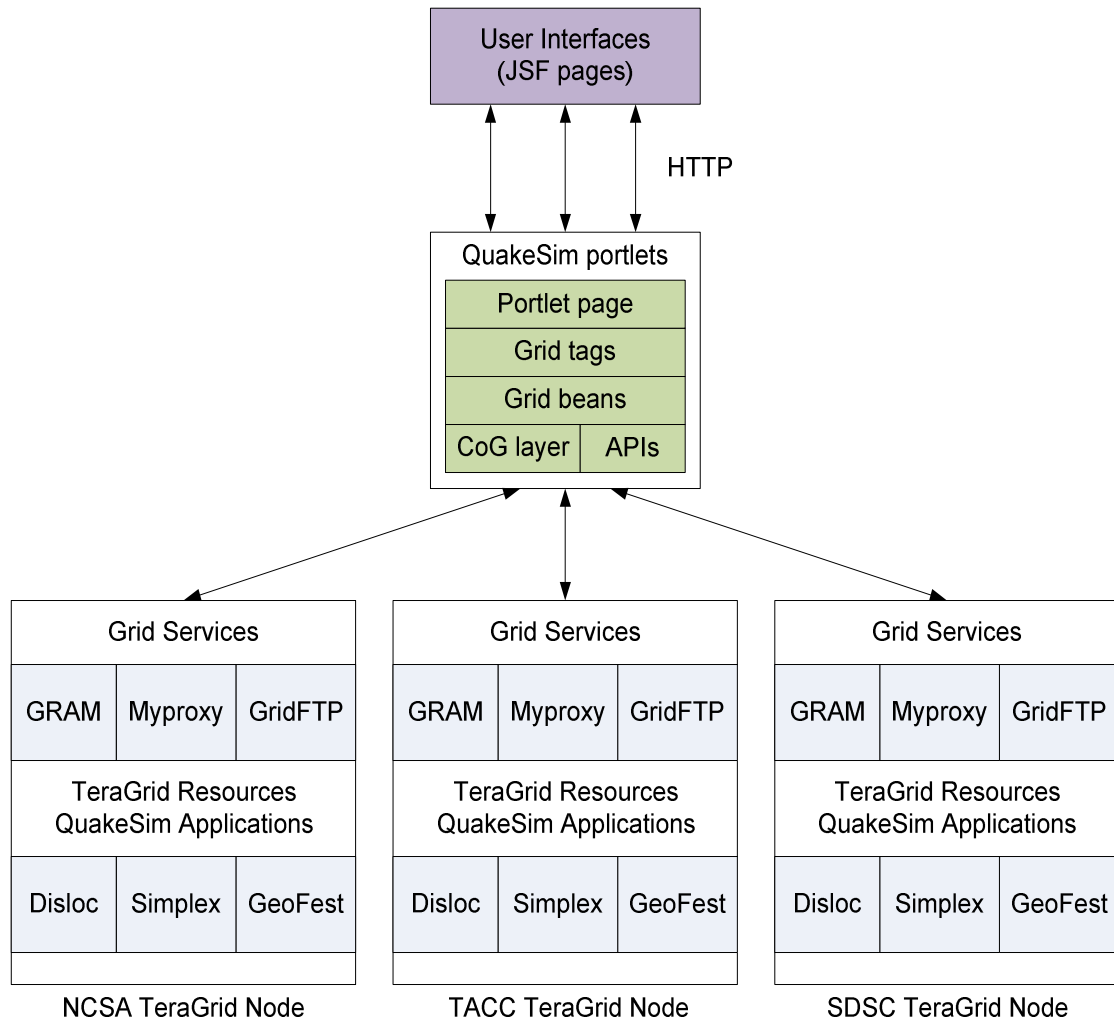 User Interfaces
(JSF pages)
HTTP
QuakeSim portlets
Portlet page
Grid tags
Grid beans
CoG layer
APIs
Grid Services
GRAM
Myproxy
GridFTP
TeraGrid Resources
QuakeSim Applications
Disloc
Simplex
GeoFest
NCSA TeraGrid Node
Grid Services
GRAM
Myproxy
GridFTP
TeraGrid Resources
QuakeSim Applications
Disloc
Simplex
GeoFest
TACC TeraGrid Node
Grid Services
GRAM
Myproxy
GridFTP
TeraGrid Resources
QuakeSim Applications
Disloc
Simplex
GeoFest
SDSC TeraGrid Node